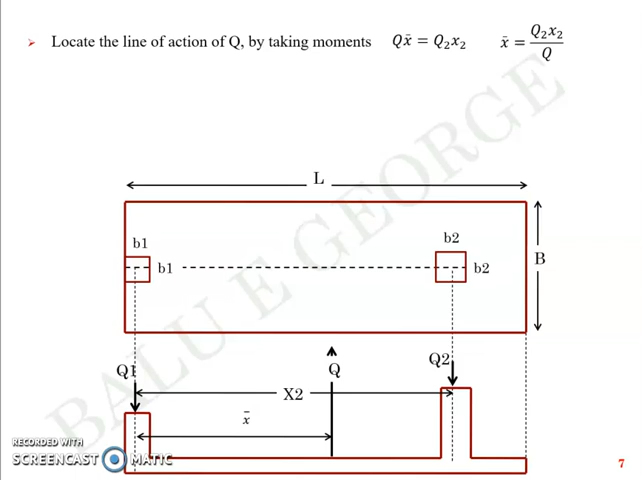 ➢ Locate the line of action of Q, by taking moments Qx̄ = Q₂x₂ x̄ = Q₂x₂ / Q
L
b1
b2
b1
b2
B
Q1
Q
Q2
X2
x̄
BALU E GEORGE
RECORDED WITH
SCREENCAST MATIC
7